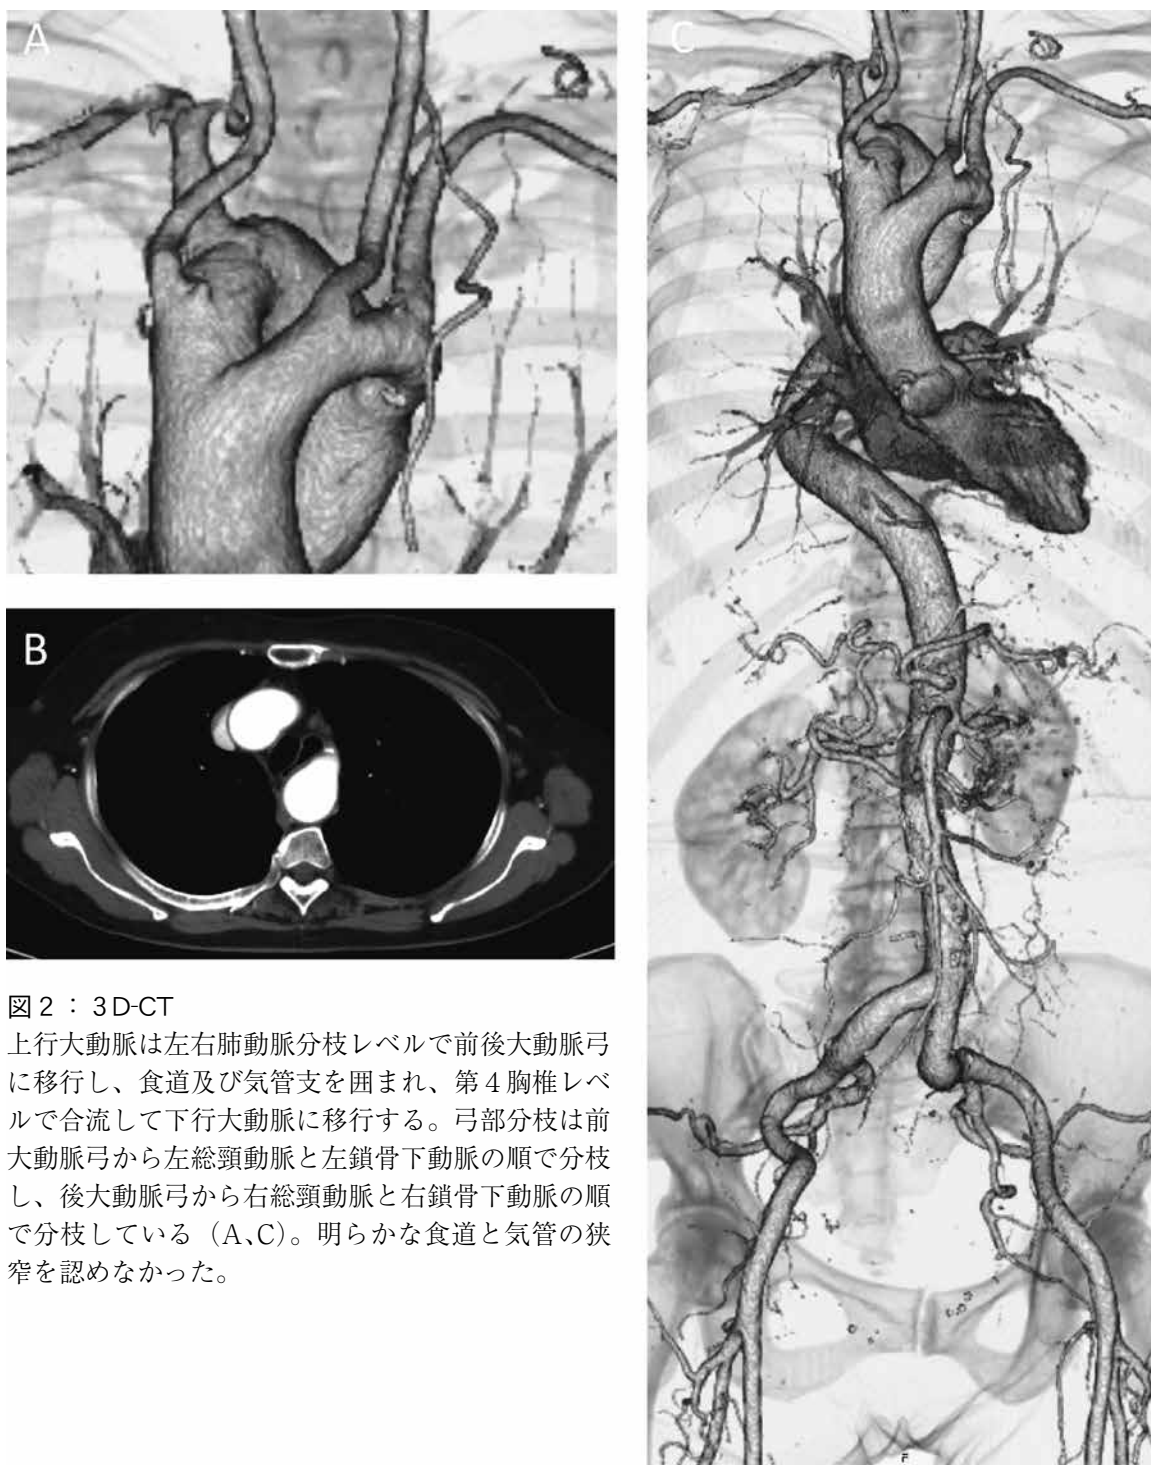 A
C
B
図2：3D-CT
上行大動脈は左右肺動脈分枝レベルで前後大動脈弓
に移行し、食道及び気管支を囲まれ、第4胸椎レベ
ルで合流して下行大動脈に移行する。弓部分枝は前
大動脈弓から左総頸動脈と左鎖骨下動脈の順で分枝
し、後大動脈弓から右総頸動脈と右鎖骨下動脈の順
で分枝している（A、C）。明らかな食道と気管の狭
窄を認めなかった。
F